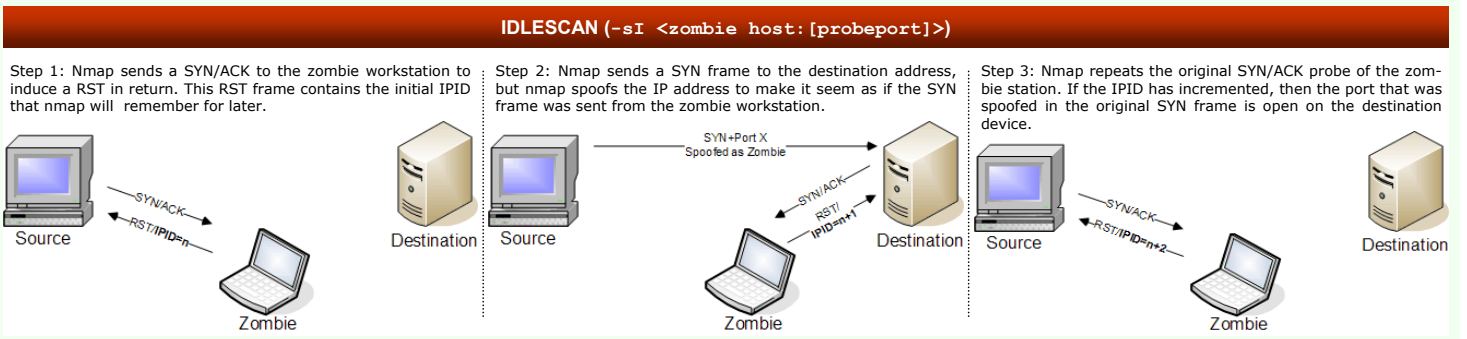 IDLESCAN (-sI <zombie host:[probeport]>)
Step 1: Nmap sends a SYN/ACK to the zombie workstation to
induce a RST in return. This RST frame contains the initial IPID
that nmap will remember for later.
SYN/ACK
RST/IPID=n
Source
Destination
Zombie
Step 2: Nmap sends a SYN frame to the destination address,
but nmap spoofs the IP address to make it seem as if the SYN
frame was sent from the zombie workstation.
SYN+Port X
Spoofed as Zombie
SYN/ACK
RST/
IPID=n+1
Source
Destination
Zombie
Step 3: Nmap repeats the original SYN/ACK probe of the zom-
bie station. If the IPID has incremented, then the port that was
spoofed in the original SYN frame is open on the destination
device.
SYN/ACK
RST/IPID=n+2
Source
Destination
Zombie